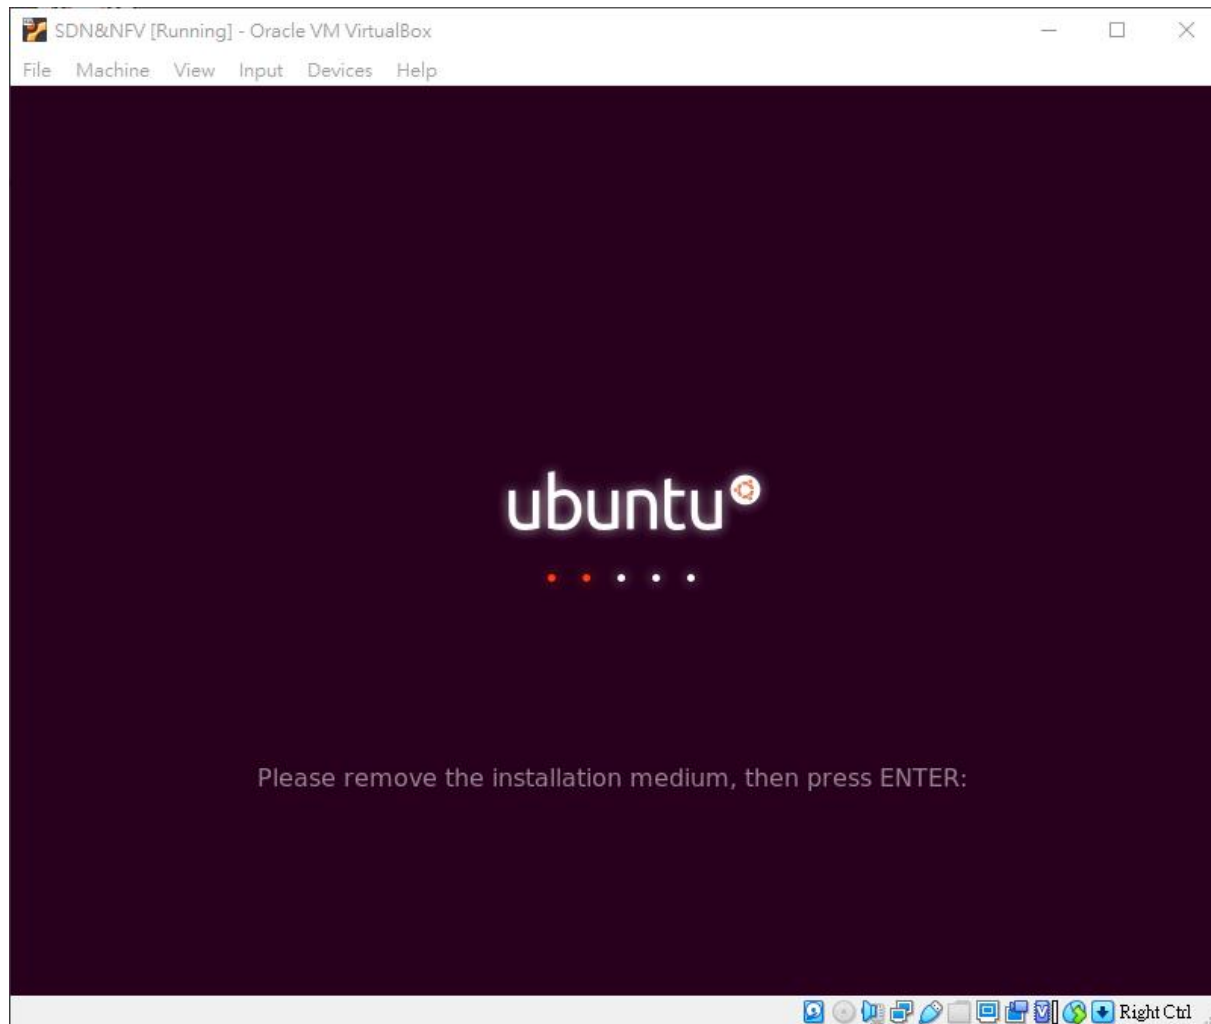 SDN&NFV [Running] - Oracle VM VirtualBox
File Machine View Input Devices Help
ubuntu
Please remove the installation medium, then press ENTER:
Right Ctrl